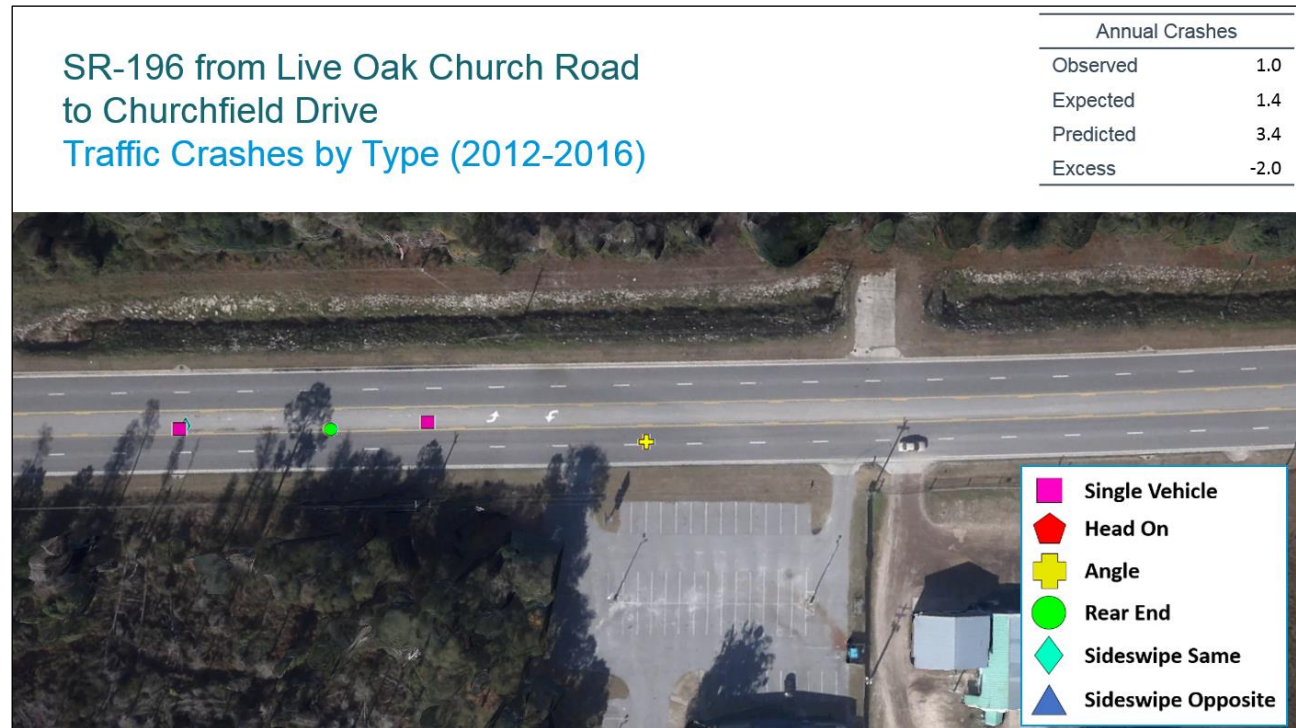 SR-196 from Live Oak Church Road
to Churchfield Drive
Traffic Crashes by Type (2012-2016)
Annual Crashes
Observed 1.0
Expected 1.4
Predicted 3.4
Excess -2.0
Single Vehicle
Head On
Angle
Rear End
Sideswipe Same
Sideswipe Opposite